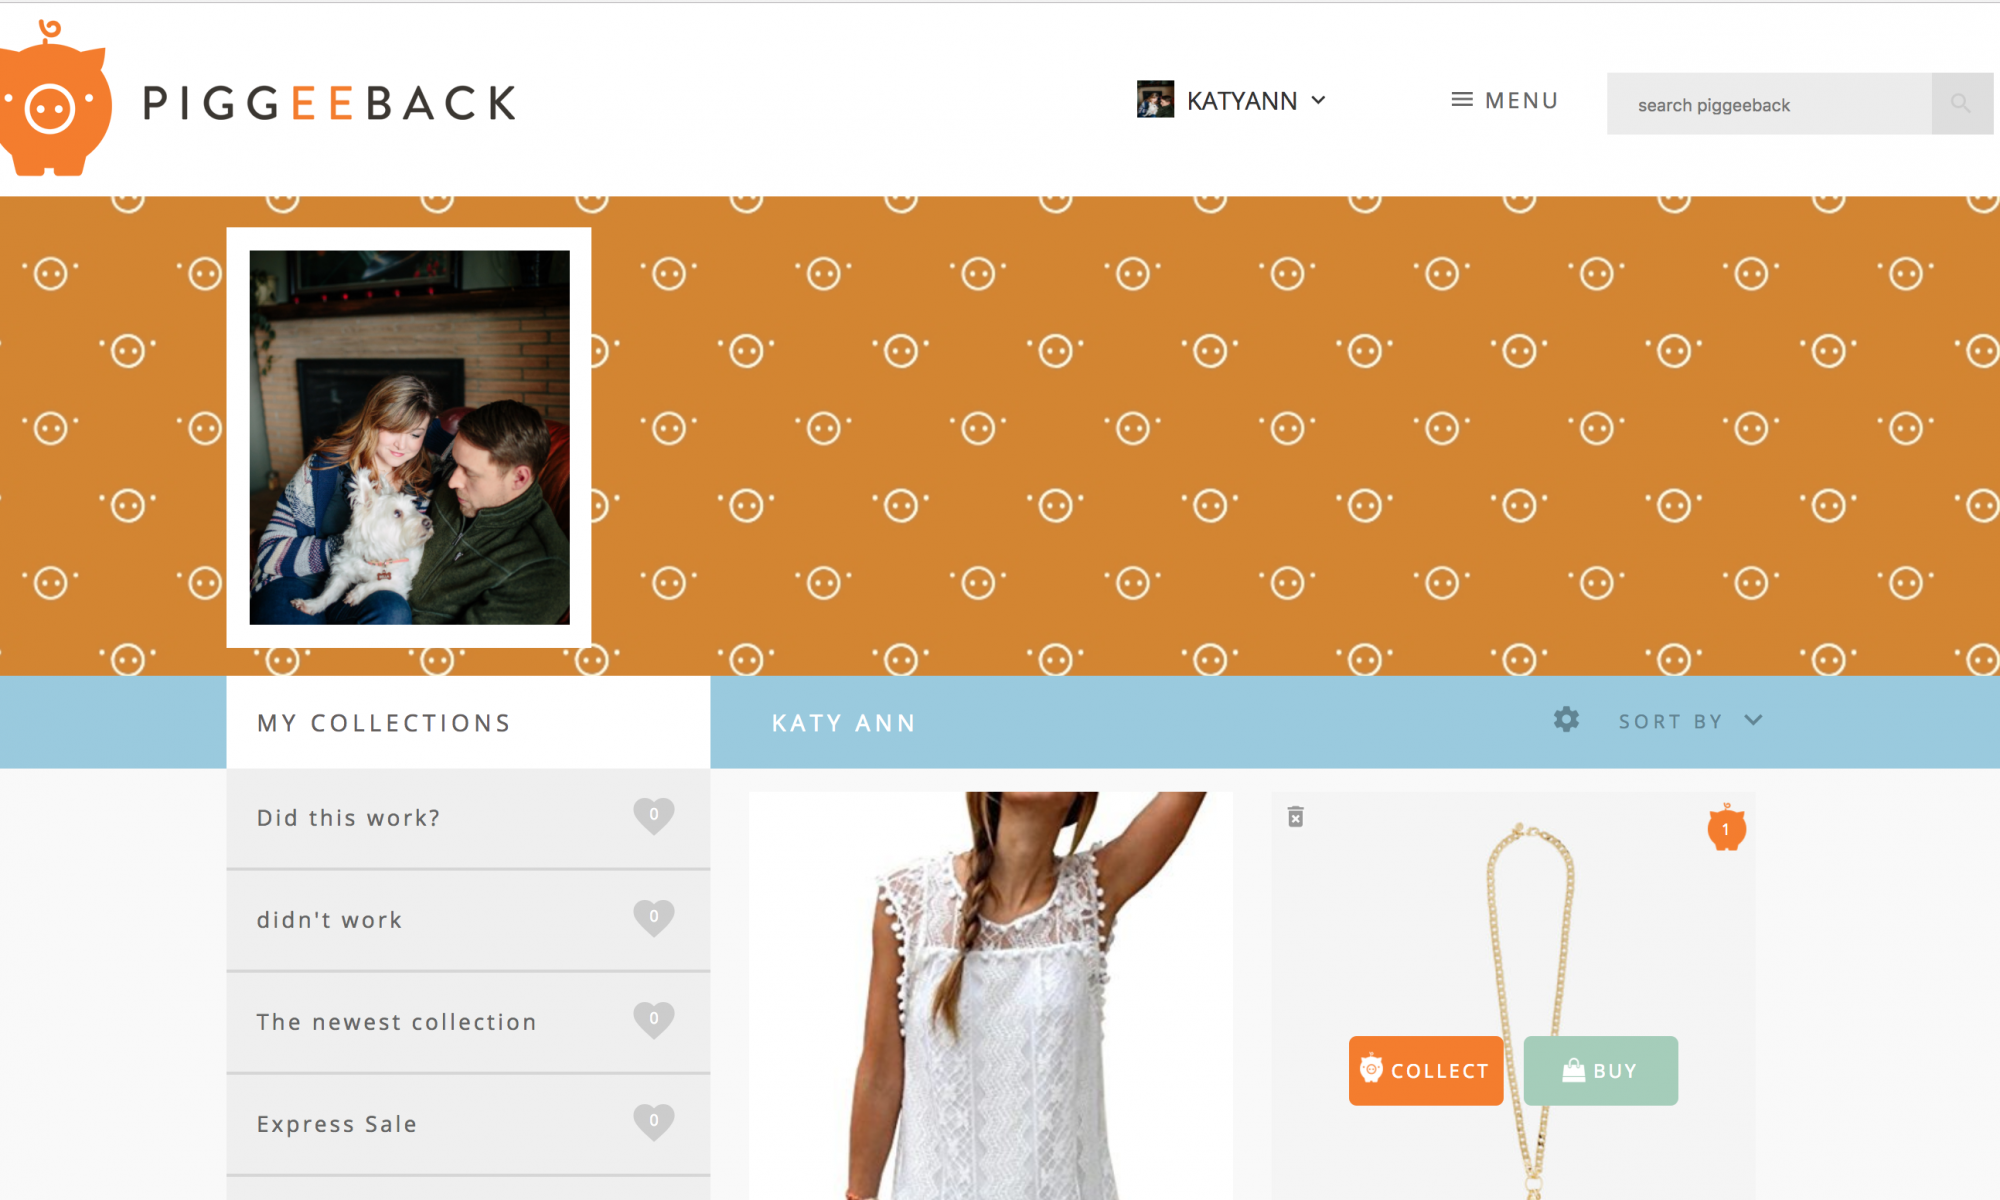 PIGGEEBACK
KATYANN
MENU
search piggeeback
MY COLLECTIONS
KATY ANN
SORT BY
Did this work?
0
didn't work
0
The newest collection
0
Express Sale
0
1
COLLECT
BUY